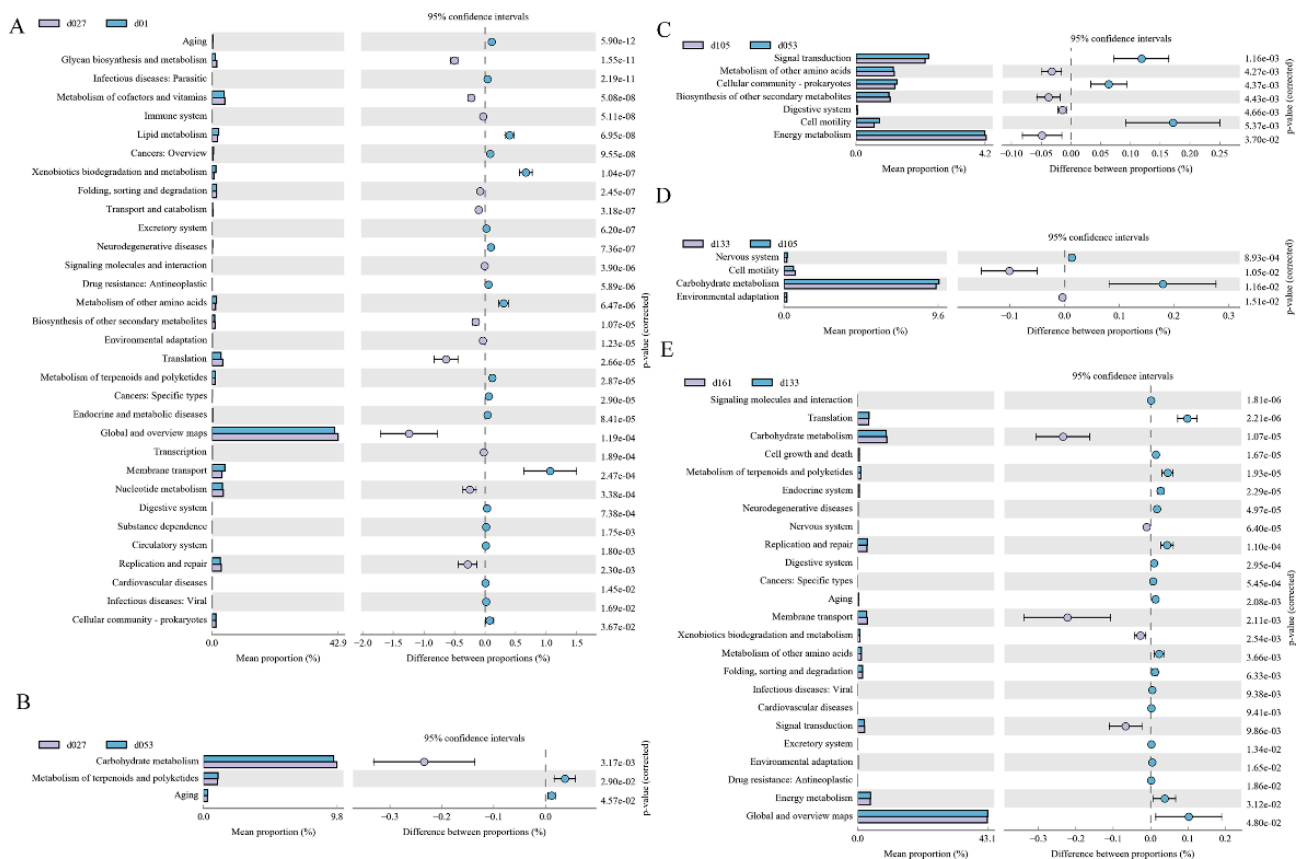 A
d027 d01
95% confidence intervals
Aging 5.90e-12
Glycan biosynthesis and metabolism 1.55e-11
Infectious diseases: Parasitic 2.19e-11
Metabolism of cofactors and vitamins 5.08e-8
Immune system 5.11e-08
Lipid metabolism 6.95e-08
Cancers: Overview 9.55e-08
Xenobiotics biodegradation and metabolism 1.04e-07
Folding, sorting and degradation 2.45e-07
Transport and catabolism 3.18e-07
Excretory system 6.20e-07
Neurodegenerative diseases 7.36e-07
Signaling molecules and interaction 3.90e-06
Drug resistance: Antineoplastic 5.89e-06
Metabolism of other amino acids 6.47e-06
Biosynthesis of other secondary metabolites 1.07e-05
Environmental adaptation 1.23e-05
Translation 2.66e-05
Metabolism of terpenoids and polyketides 2.87e-05
Cancers: Specific types 2.90e-05
Endocrine and metabolic diseases 8.41e-05
Global and overview maps 1.19e-04
Transcription 1.89e-04
Membrane transport 2.47e-04
Nucleotide metabolism 3.38e-04
Digestive system 7.38e-04
Substance dependence 1.75e-03
Circulatory system 1.80e-03
Replication and repair 2.30e-03
Cardiovascular diseases 1.45e-02
Infectious diseases: Viral 1.69e-02
Cellular community - prokaryotes 3.67e-02
p-value (corrected)
0.0 42.9 −2.0 −1.5 −1.0 −0.5 0.0 0.5 1.0 1.5
Mean proportion (%) Difference between proportions (%)
B
d027 d053
95% confidence intervals
Carbohydrate metabolism 3.17e-03
Metabolism of terpenoids and polyketides 2.90e-02
Aging 4.57e-02
p-value (corrected)
0.0 9.8 −0.3 −0.2 −0.1 0.0
Mean proportion (%) Difference between proportions (%)
C
d105 d053
95% confidence intervals
Signal transduction 1.16e-03
Metabolism of other amino acids 4.27e-03
Cellular community - prokaryotes 4.37e-03
Biosynthesis of other secondary metabolites 4.43e-03
Digestive system 4.66e-03
Cell motility 5.37e-03
Energy metabolism 3.70e-02
p-value (corrected)
0.0 4.2 −0.10 −0.05 0.00 0.05 0.10 0.15 0.20 0.25
Mean proportion (%) Difference between proportions (%)
D
d133 d105
95% confidence intervals
Nervous system 8.93e-04
Cell motility 1.05e-02
Carbohydrate metabolism 1.16e-02
Environmental adaptation 1.51e-02
p-value (corrected)
0.0 9.6 −0.1 0.0 0.1 0.2 0.3
Mean proportion (%) Difference between proportions (%)
E
d161 d133
95% confidence intervals
Signaling molecules and interaction 1.81e-06
Translation 2.21e-06
Carbohydrate metabolism 1.07e-05
Cell growth and death 1.67e-05
Metabolism of terpenoids and polyketides 1.93e-05
Endocrine system 2.29e-05
Neurodegenerative diseases 4.97e-05
Nervous system 6.40e-05
Replication and repair 1.10e-04
Digestive system 2.95e-04
Cancers: Specific types 5.45e-04
Aging 2.08e-03
Membrane transport 2.11e-03
Xenobiotics biodegradation and metabolism 2.54e-03
Metabolism of other amino acids 3.66e-03
Folding, sorting and degradation 6.33e-03
Infectious diseases: Viral 9.38e-03
Cardiovascular diseases 9.41e-03
Signal transduction 9.86e-03
Excretory system 1.34e-02
Environmental adaptation 1.65e-02
Drug resistance: Antineoplastic 1.86e-02
Energy metabolism 3.12e-02
Global and overview maps 4.80e-02
p-value (corrected)
0.0 43.1 −0.3 −0.2 −0.1 0.0 0.1 0.2
Mean proportion (%) Difference between proportions (%)